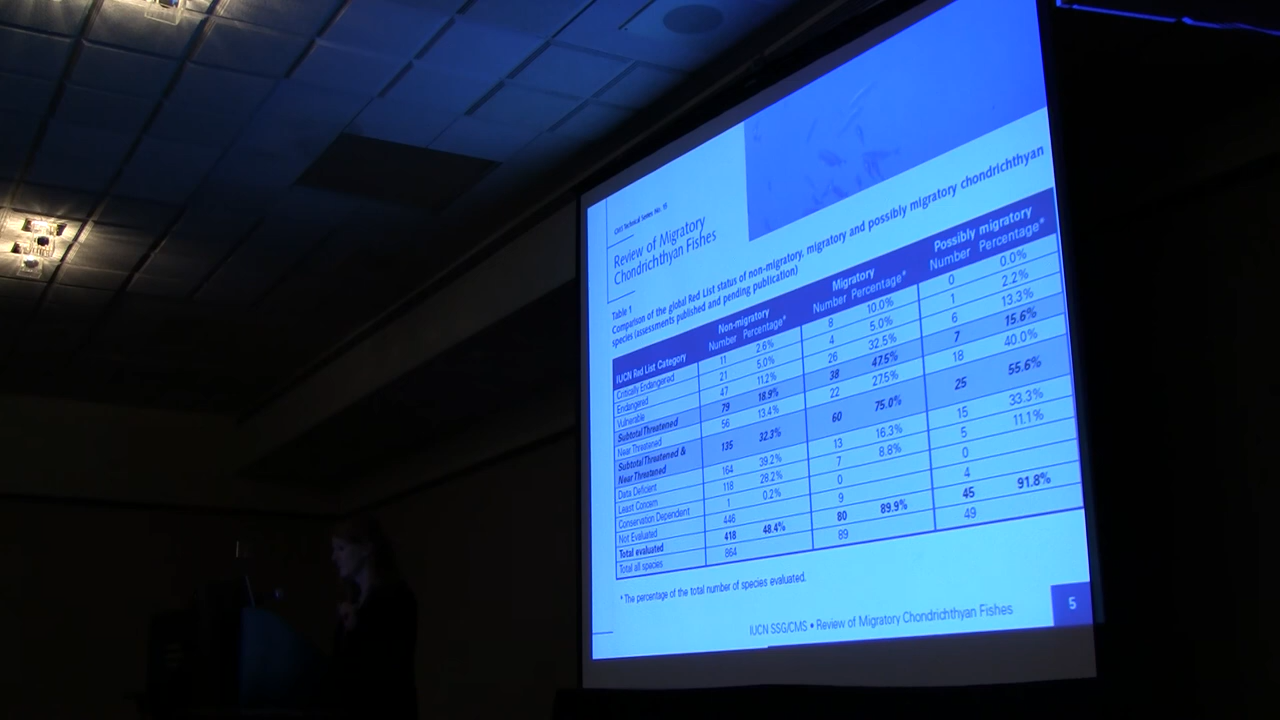 CMS Technical Series No. 15
Review of Migratory
Chondrichthyan Fishes
Table 1
Comparison of the global Red List status of non-migratory, migratory and possibly migratory chondrichthyan
species (assessments published and pending publication)
Non-migratory Migratory Possibly migratory
IUCN Red List Category Number Percentage* Number Percentage* Number Percentage*
Critically Endangered 11 2.6% 8 10.0% 0 0.0%
Endangered 21 5.0% 4 5.0% 1 2.2%
Vulnerable 47 11.2% 26 32.5% 6 13.3%
Subtotal Threatened 79 18.9% 38 47.5% 7 15.6%
Near Threatened 56 13.4% 22 27.5% 18 40.0%
Subtotal Threatened &
Near Threatened 135 32.3% 60 75.0% 25 55.6%
Data Deficient 164 39.2% 13 16.3% 15 33.3%
Least Concern 118 28.2% 7 8.8% 5 11.1%
Conservation Dependent 1 0.2% 0 0
Not Evaluated 446 9 4
Total evaluated 418 48.4% 80 89.9% 45 91.8%
Total all species 864 89 49
* The percentage of the total number of species evaluated.
IUCN SSG/CMS • Review of Migratory Chondrichthyan Fishes 5